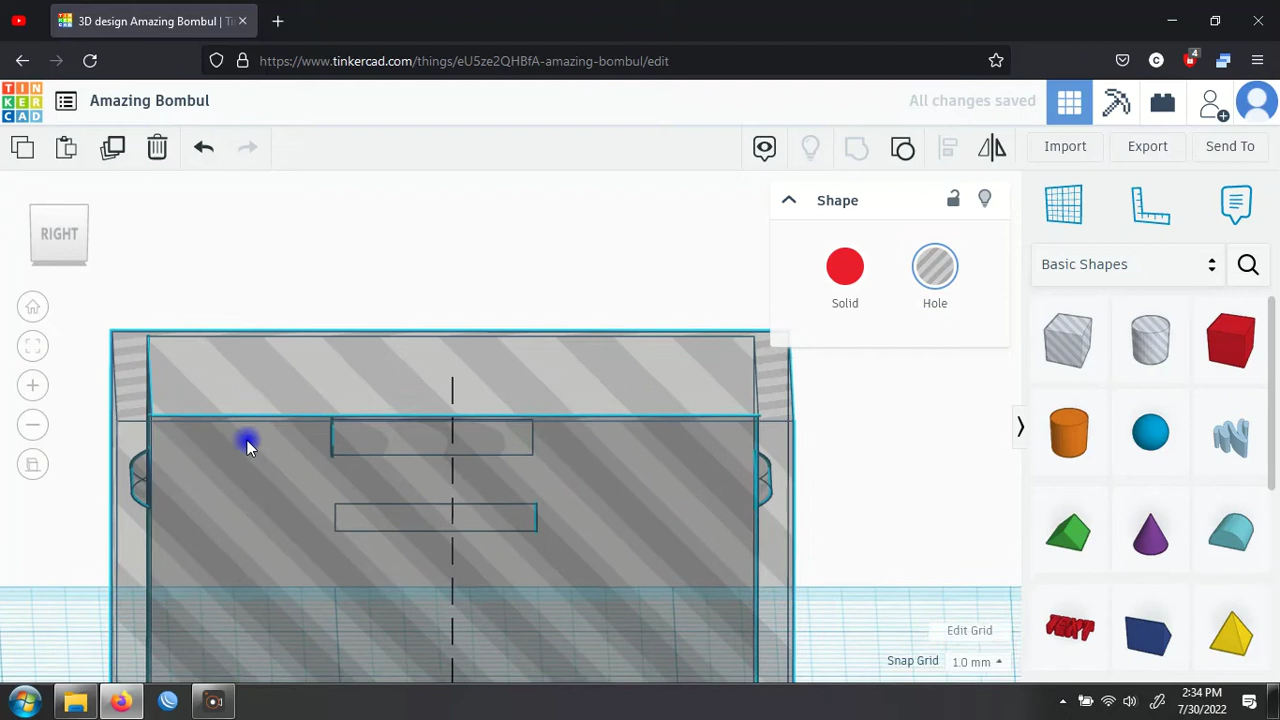 3D design Amazing Bombul | Ti
https://www.tinkercad.com/things/eU5ze2QHBfA-amazing-bombul/edit
4
TIN
KER
CAD
Amazing Bombul
All changes saved
Import
Export
Send To
RIGHT
Shape
Solid
Hole
Basic Shapes
TEXT
Edit Grid
Snap Grid
1.0 mm
2:34 PM
7/30/2022